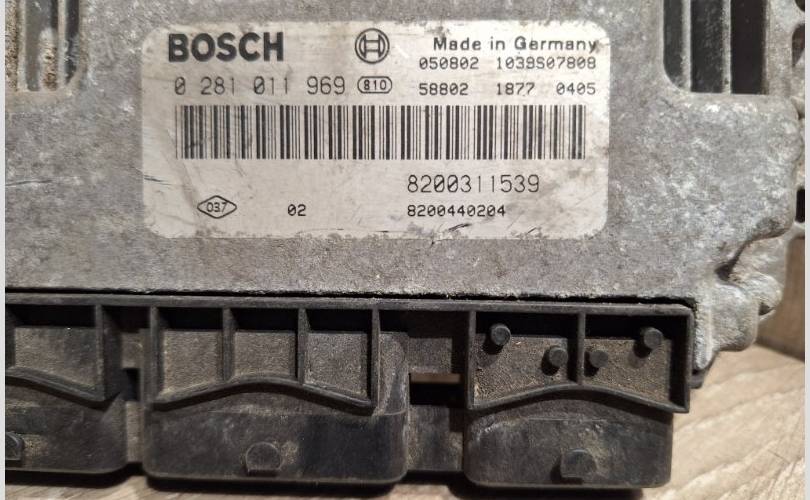 BOSCH
Made in Germany
050802 1039S07808
0 281 011 969 810
58802 1877 0405
8200311539
037 02 8200440204